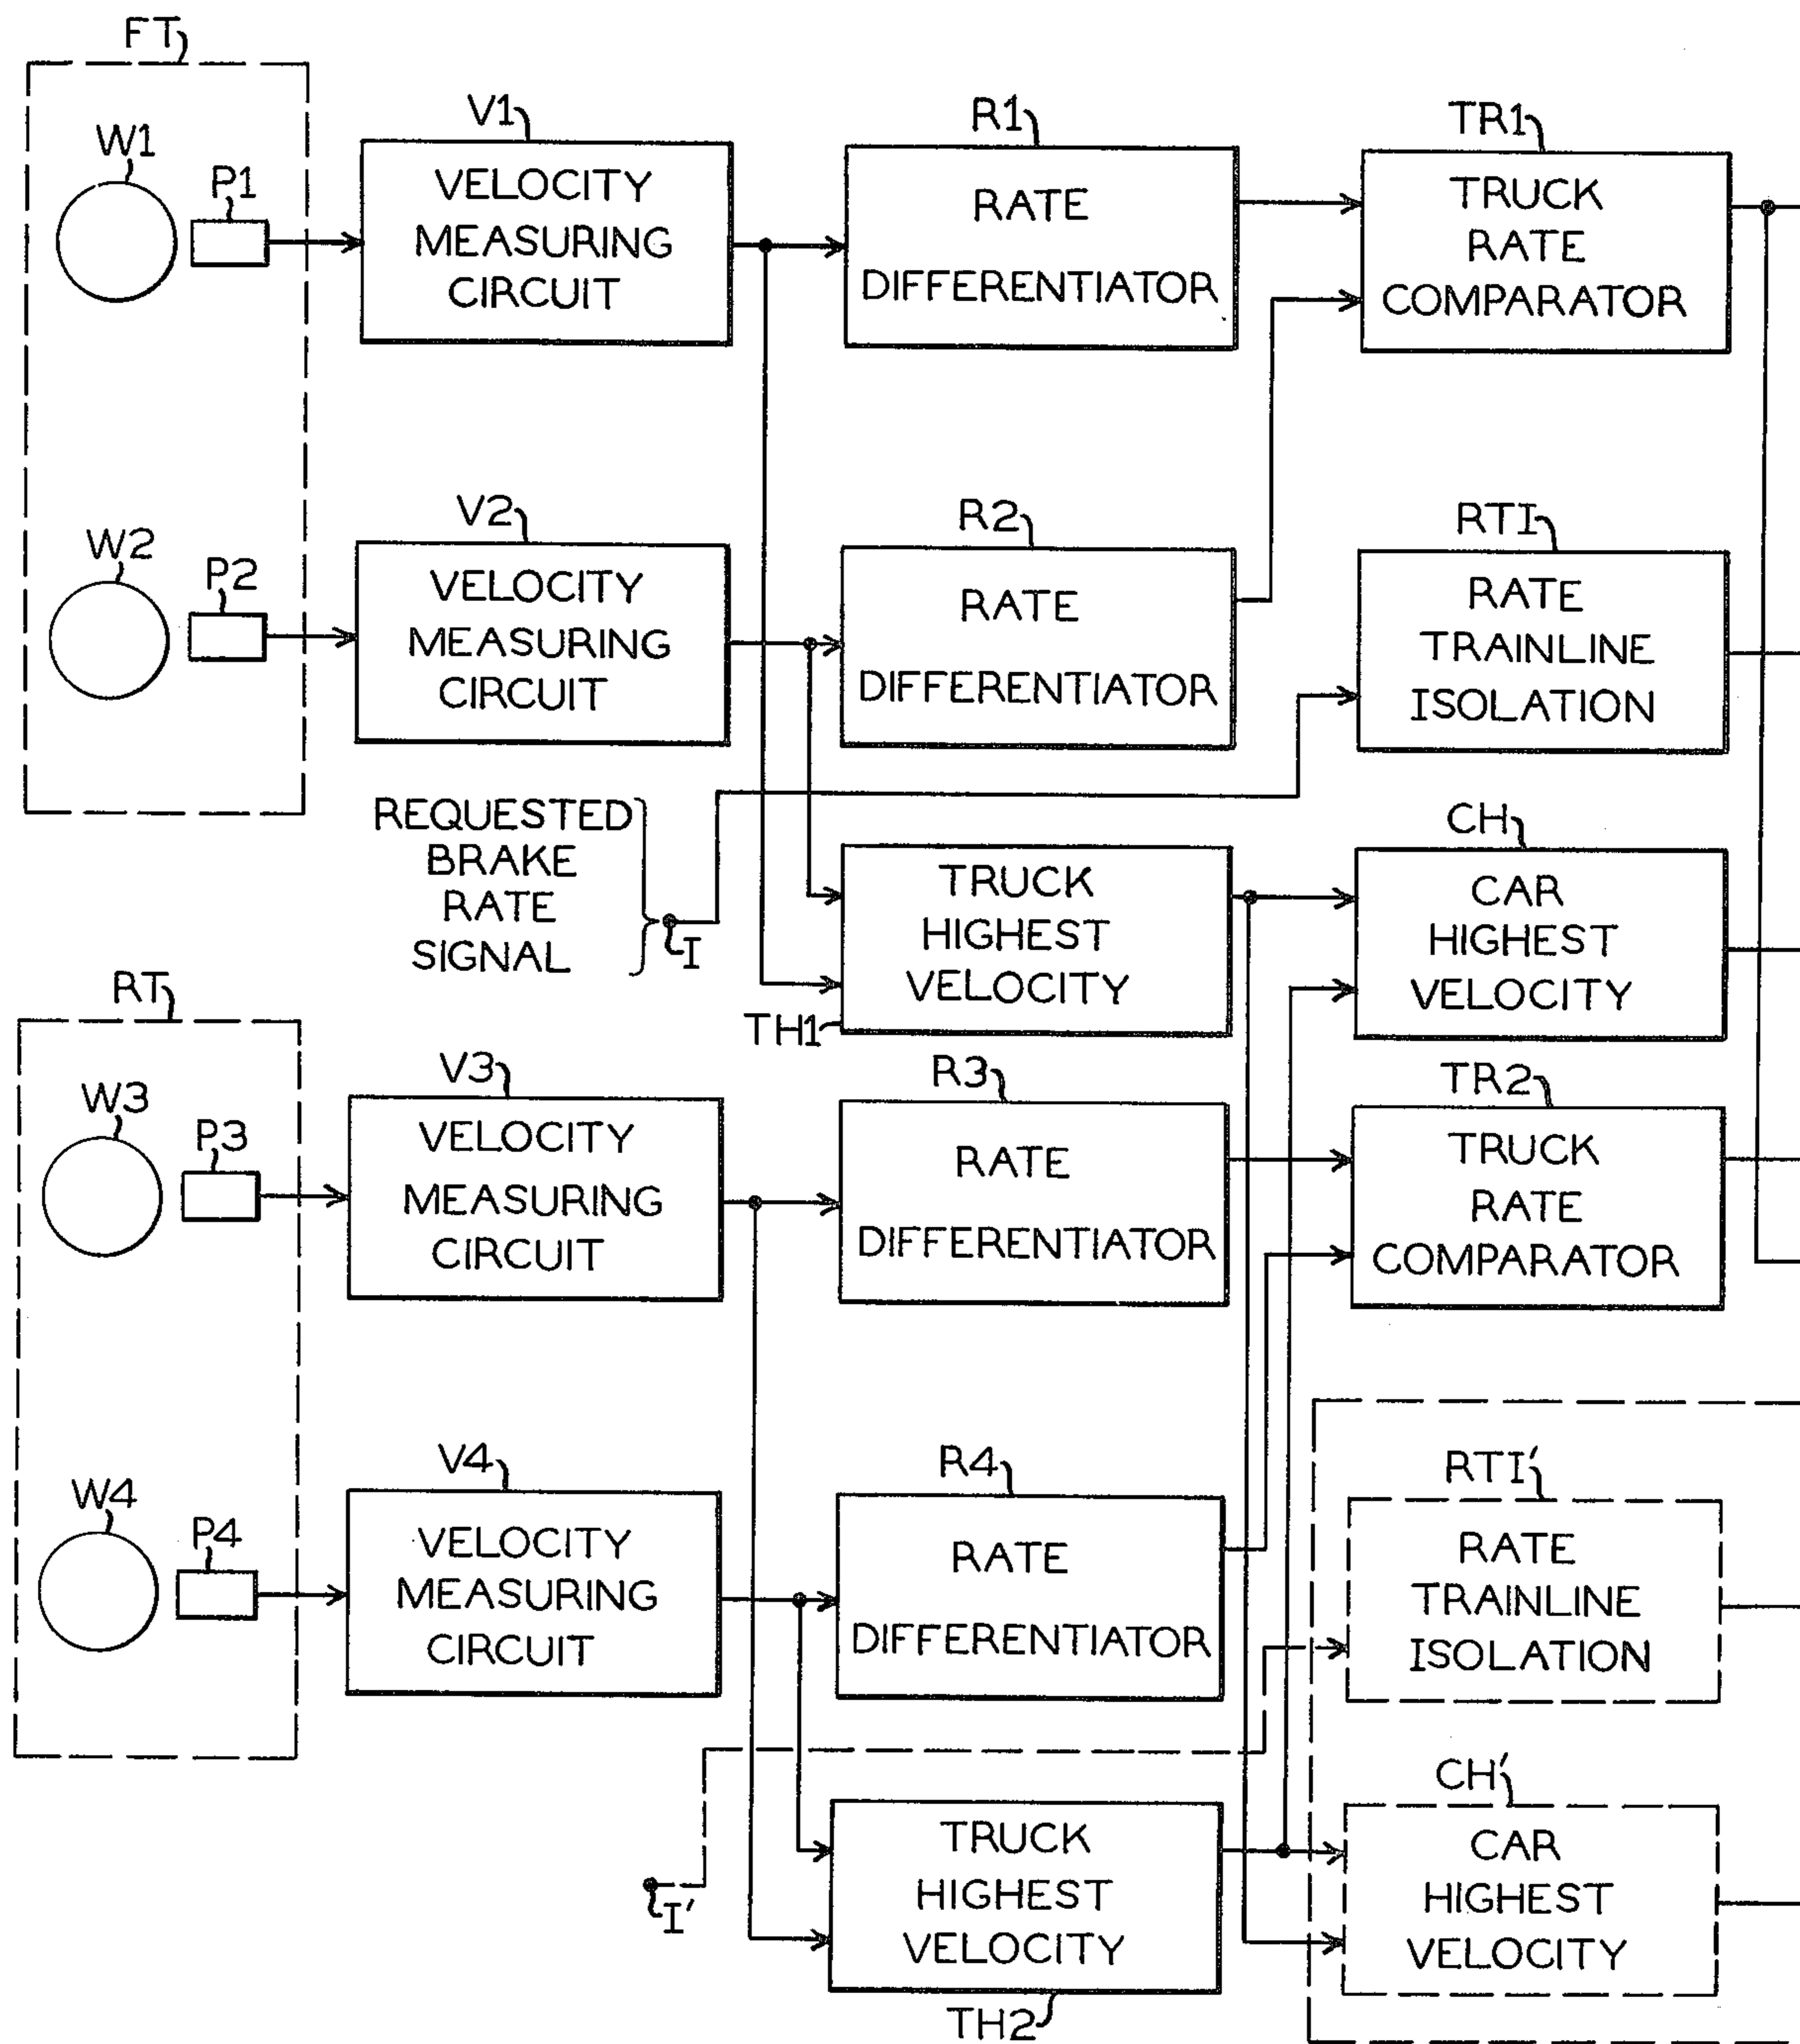 FT
W1
P1
V1
VELOCITY
MEASURING
CIRCUIT
R1
RATE
DIFFERENTIATOR
TR1
TRUCK
RATE
COMPARATOR
W2
P2
V2
VELOCITY
MEASURING
CIRCUIT
R2
RATE
DIFFERENTIATOR
RTI
RATE
TRAINLINE
ISOLATION
REQUESTED
BRAKE
RATE
SIGNAL
I
TRUCK
HIGHEST
VELOCITY
TH1
CH
CAR
HIGHEST
VELOCITY
RT
W3
P3
V3
VELOCITY
MEASURING
CIRCUIT
R3
RATE
DIFFERENTIATOR
TR2
TRUCK
RATE
COMPARATOR
W4
P4
V4
VELOCITY
MEASURING
CIRCUIT
R4
RATE
DIFFERENTIATOR
RTI'
RATE
TRAINLINE
ISOLATION
I'
TRUCK
HIGHEST
VELOCITY
TH2
CH'
CAR
HIGHEST
VELOCITY